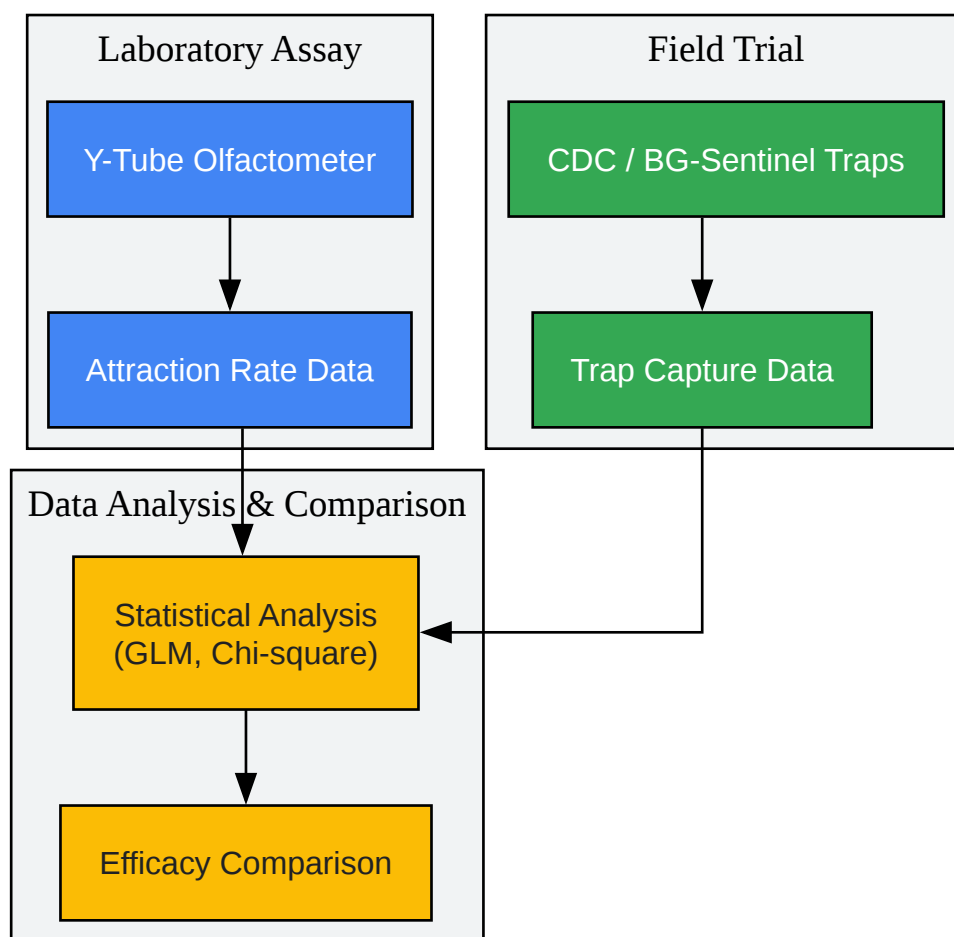 Laboratory Assay
Y-Tube Olfactometer
Attraction Rate Data
Field Trial
CDC / BG-Sentinel Traps
Trap Capture Data
Data Analysis & Comparison
Statistical Analysis
(GLM, Chi-square)
Efficacy Comparison